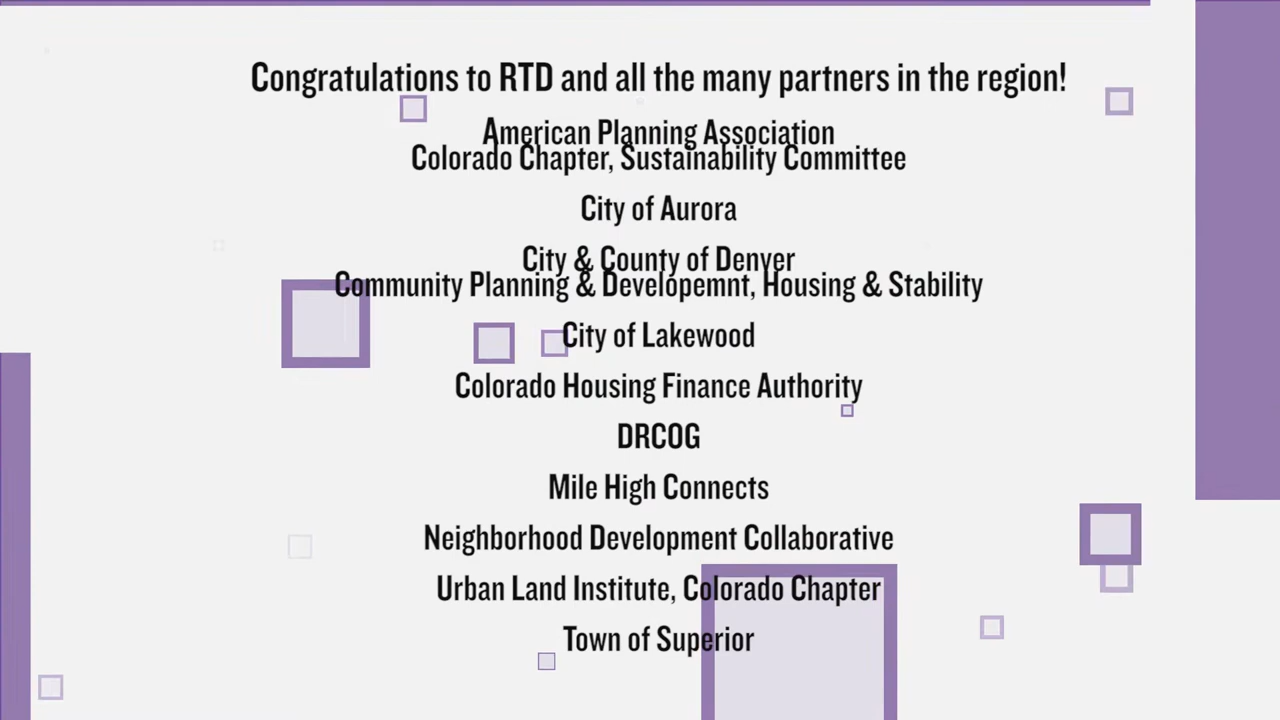 Congratulations to RTD and all the many partners in the region!
American Planning Association
Colorado Chapter, Sustainability Committee
City of Aurora
City & County of Denver
Community Planning & Developemnt, Housing & Stability
City of Lakewood
Colorado Housing Finance Authority
DRCOG
Mile High Connects
Neighborhood Development Collaborative
Urban Land Institute, Colorado Chapter
Town of Superior